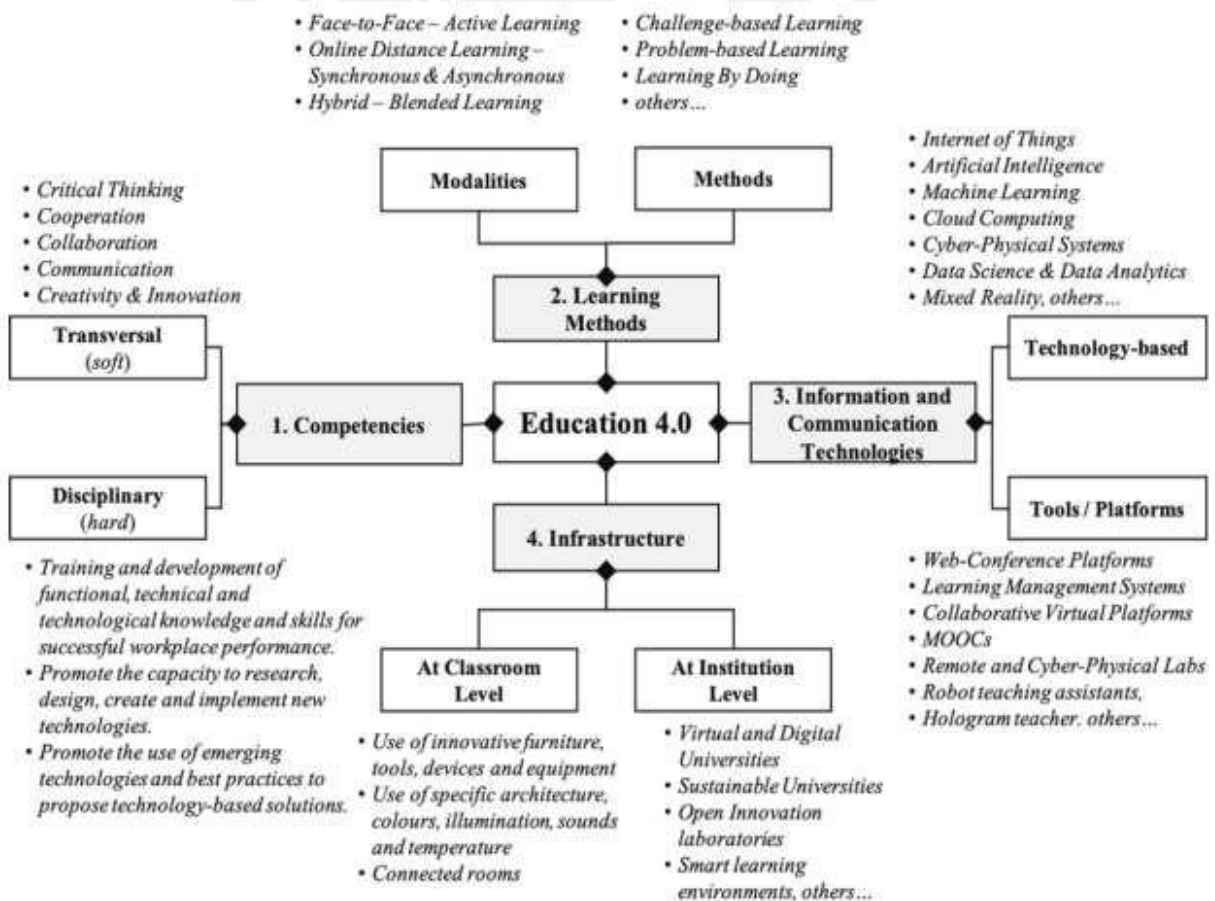 • Face-to-Face – Active Learning
• Online Distance Learning –
Synchronous & Asynchronous
• Hybrid – Blended Learning
• Challenge-based Learning
• Problem-based Learning
• Learning By Doing
• others…
Modalities
Methods
2. Learning
Methods
• Critical Thinking
• Cooperation
• Collaboration
• Communication
• Creativity & Innovation
Transversal
(soft)
1. Competencies
Disciplinary
(hard)
• Training and development of
functional, technical and
technological knowledge and skills for
successful workplace performance.
• Promote the capacity to research,
design, create and implement new
technologies.
• Promote the use of emerging
technologies and best practices to
propose technology-based solutions.
Education 4.0
• Internet of Things
• Artificial Intelligence
• Machine Learning
• Cloud Computing
• Cyber-Physical Systems
• Data Science & Data Analytics
• Mixed Reality, others…
Technology-based
3. Information and
Communication
Technologies
Tools / Platforms
• Web-Conference Platforms
• Learning Management Systems
• Collaborative Virtual Platforms
• MOOCs
• Remote and Cyber-Physical Labs
• Robot teaching assistants,
• Hologram teacher. others…
4. Infrastructure
At Classroom
Level
• Use of innovative furniture,
tools, devices and equipment
• Use of specific architecture,
colours, illumination, sounds
and temperature
• Connected rooms
At Institution
Level
• Virtual and Digital
Universities
• Sustainable Universities
• Open Innovation
laboratories
• Smart learning
environments, others…